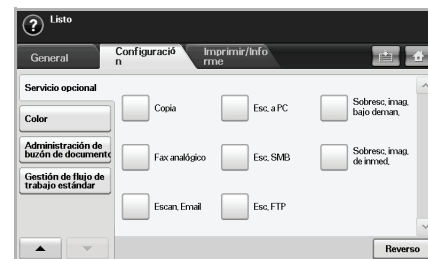 ? Listo
General
Configuració
n
Imprimir/Info
rme
Servicio opcional
Color
Administración de
buzón de documento
Gestión de flujo de
trabajo estándar
Copia
Esc, a PC
Sobresc, imag,
bajo deman,
Fax analógico
Esc, SMB
Sobresc, imag,
de inmed,
Escan, Email
Esc, FTP
Reverso